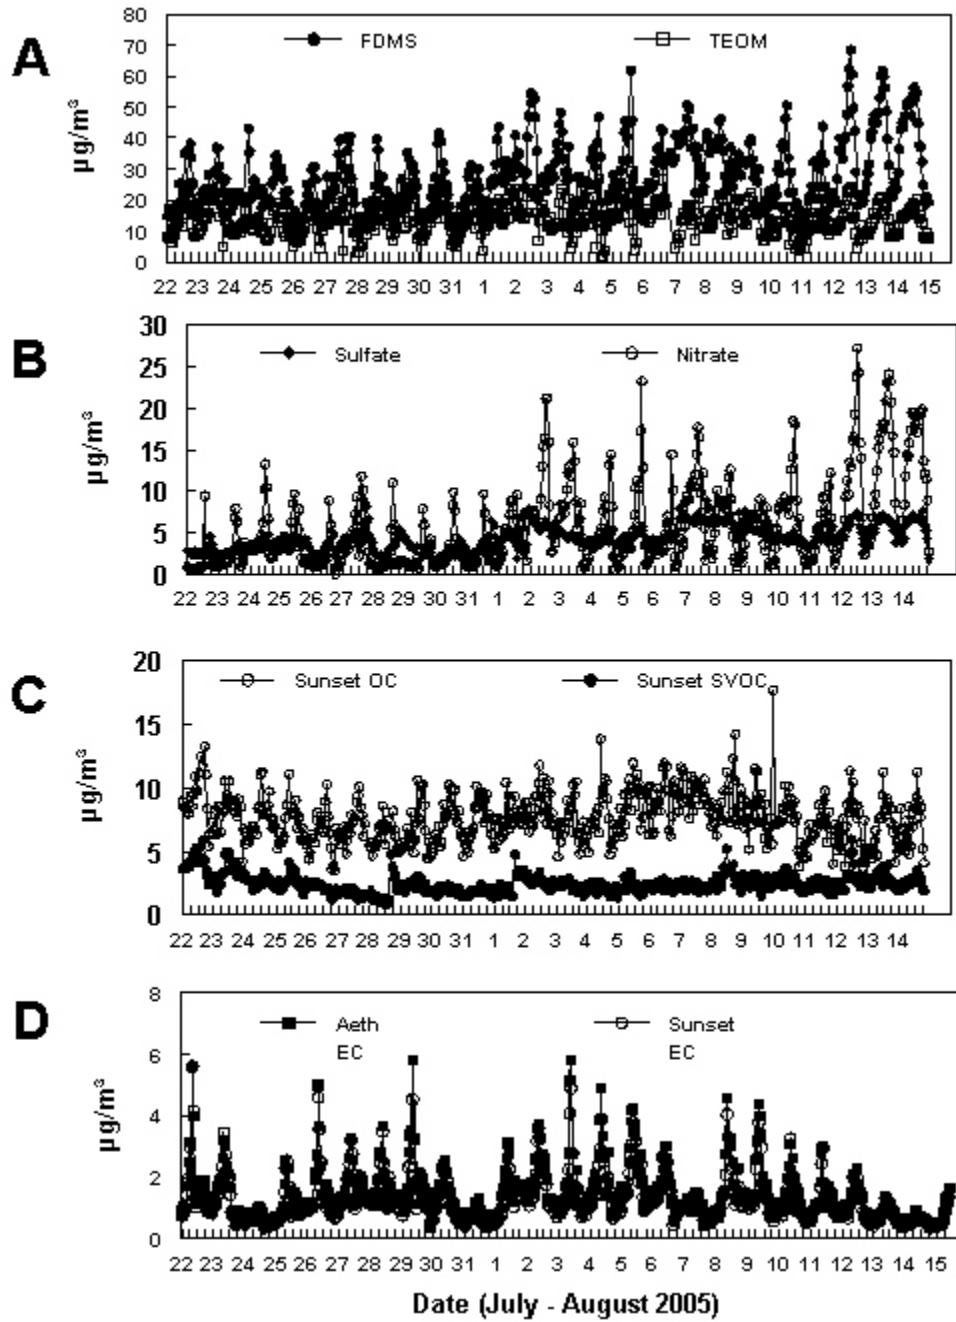 A
80
70
60
50
40
30
20
10
0
µg/m³
FDMS
TEOM
22 23 24 25 26 27 28 29 30 31 1 2 3 4 5 6 7 8 9 10 11 12 13 14 15
B
30
25
20
15
10
5
0
µg/m³
Sulfate
Nitrate
22 23 24 25 26 27 28 29 30 31 1 2 3 4 5 6 7 8 9 10 11 12 13 14
C
20
15
10
5
0
µg/m³
Sunset OC
Sunset SVOC
22 23 24 25 26 27 28 29 30 31 1 2 3 4 5 6 7 8 9 10 11 12 13 14
D
8
6
4
2
0
µg/m³
Aeth
EC
Sunset
EC
22 23 24 25 26 27 28 29 30 31 1 2 3 4 5 6 7 8 9 10 11 12 13 14 15
Date (July - August 2005)